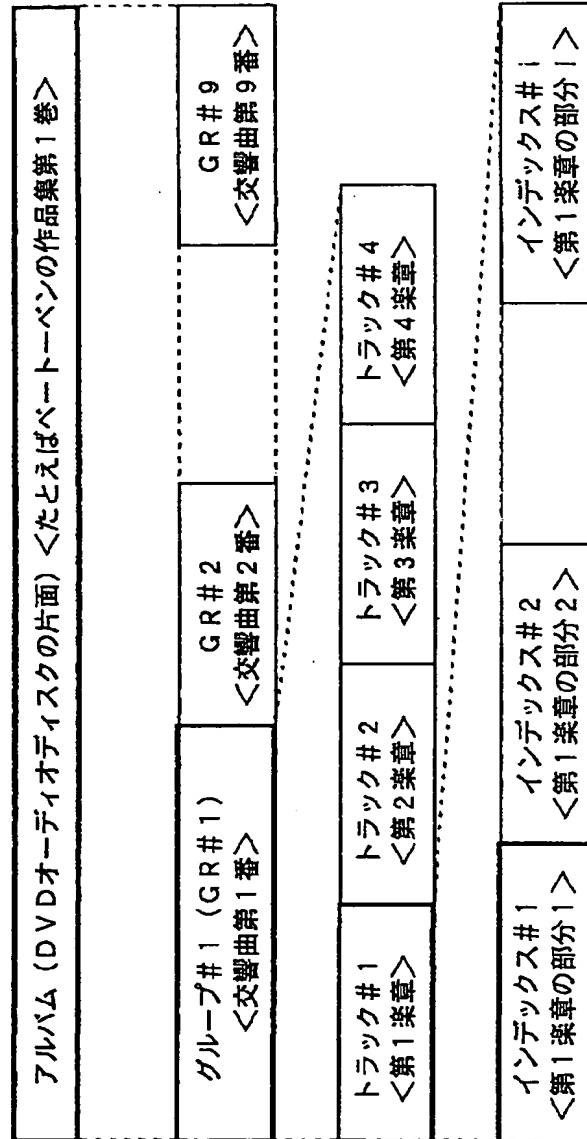 アルバム(DVDオーディオディスクの片面)<たとえばベートーベンの作品集第1巻>
グループ#1(GR#1)
<交響曲第1番>
GR#2
<交響曲第2番>
GR#9
<交響曲第9番>
トラック#1
<第1楽章>
トラック#2
<第2楽章>
トラック#3
<第3楽章>
トラック#4
<第4楽章>
インデックス#1
<第1楽章の部分1>
インデックス#2
<第1楽章の部分2>
インデックス#i
<第1楽章の部分i>